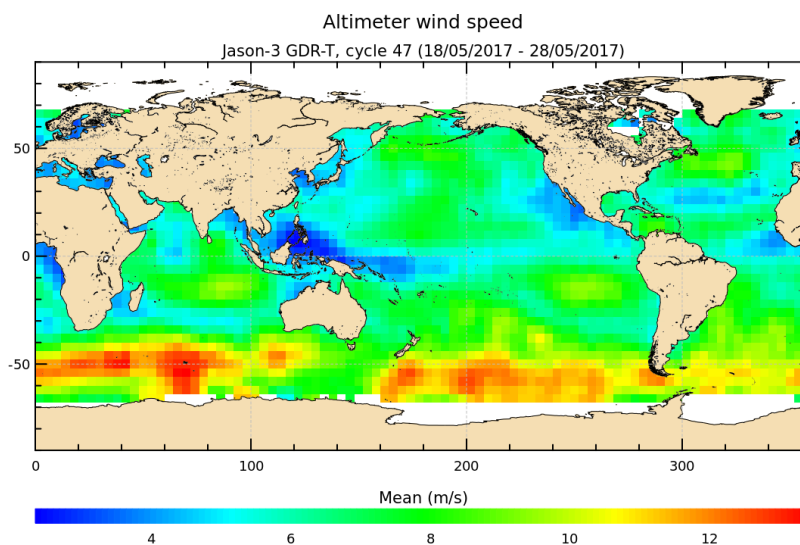 Altimeter wind speed
Jason-3 GDR-T, cycle 47 (18/05/2017 - 28/05/2017)
50
0
-50
0 100 200 300
Mean (m/s)
4 6 8 10 12